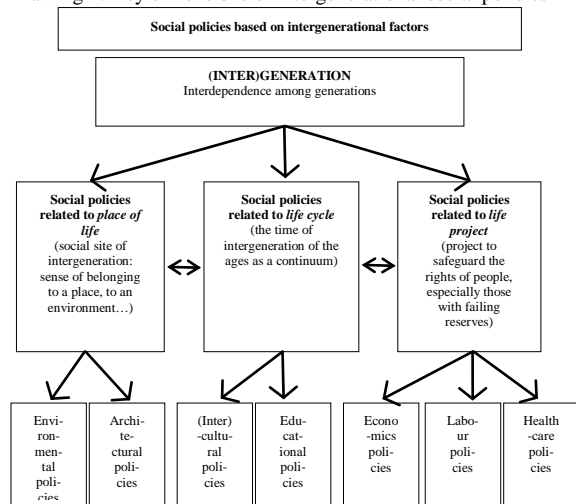 Social policies based on intergenerational factors
(INTER)GENERATION
Interdependence among generations
Social policies
related to place of
life
(social site of
intergeneration:
sense of belonging
to a place, to an
environment…)
Social policies
related to life cycle
(the time of
intergeneration of the
ages as a continuum)
Social policies
related to life
project
(project to
safeguard the
rights of people,
especially those
with failing
reserves)
Envi-
ron-
men-
tal
poli-
cies
Archi-
te-
ctural
poli-
cies
(Inter)
-cultu-
ral
poli-
cies
Edu-
cat-
ional
poli-
cies
Econo
-mics
poli-
cies
Labo-
ur
poli-
cies
Health
-care
poli-
cies